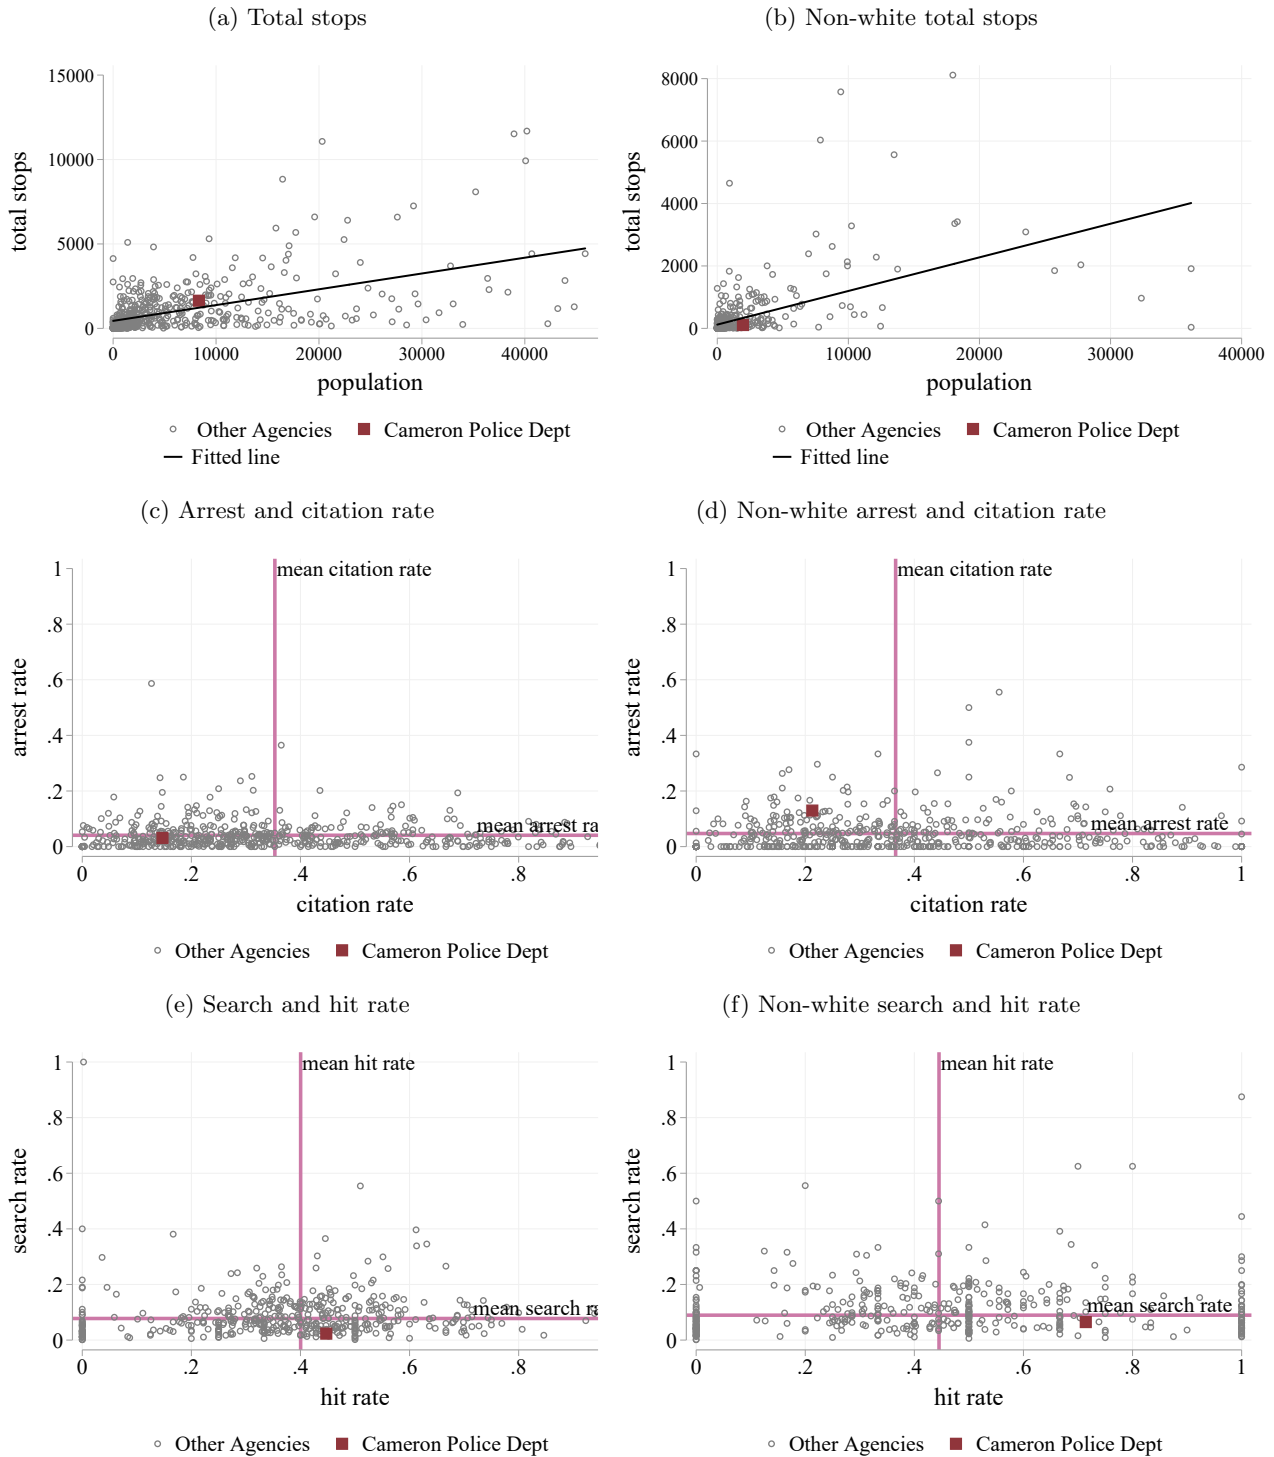 (a) Total stops
(b) Non-white total stops
total stops
15000
10000
5000
0
0 10000 20000 30000 40000
population
Other Agencies Cameron Police Dept
Fitted line
total stops
8000
6000
4000
2000
0
0 10000 20000 30000 40000
population
Other Agencies Cameron Police Dept
Fitted line
(c) Arrest and citation rate
(d) Non-white arrest and citation rate
arrest rate
1
.8
.6
.4
.2
0
mean citation rate
mean arrest ra
0 .2 .4 .6 .8
citation rate
Other Agencies Cameron Police Dept
arrest rate
1
.8
.6
.4
.2
0
mean citation rate
mean arrest rate
0 .2 .4 .6 .8 1
citation rate
Other Agencies Cameron Police Dept
(e) Search and hit rate
(f) Non-white search and hit rate
search rate
1
.8
.6
.4
.2
0
mean hit rate
mean search ra
0 .2 .4 .6 .8
hit rate
Other Agencies Cameron Police Dept
search rate
1
.8
.6
.4
.2
0
mean hit rate
mean search rate
0 .2 .4 .6 .8 1
hit rate
Other Agencies Cameron Police Dept